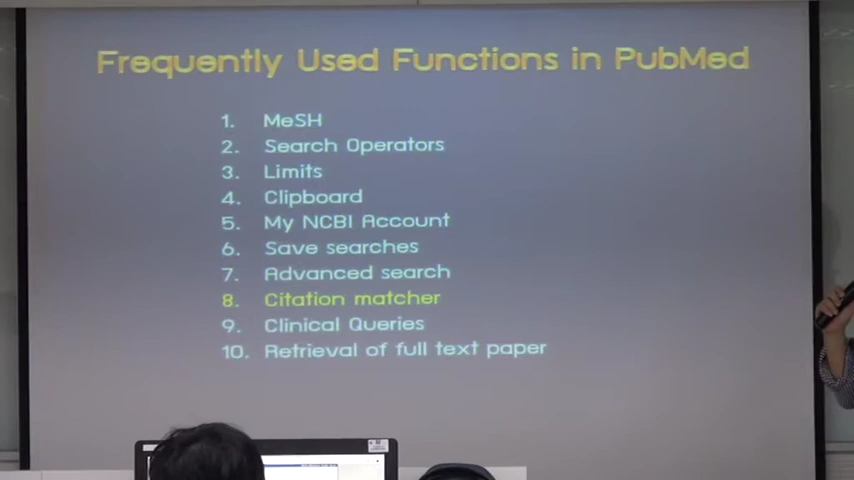 Frequently Used Functions in PubMed
1. MeSH
2. Search Operators
3. Limits
4. Clipboard
5. My NCBI Account
6. Save searches
7. Advanced search
8. Citation matcher
9. Clinical Queries
10. Retrieval of full text paper